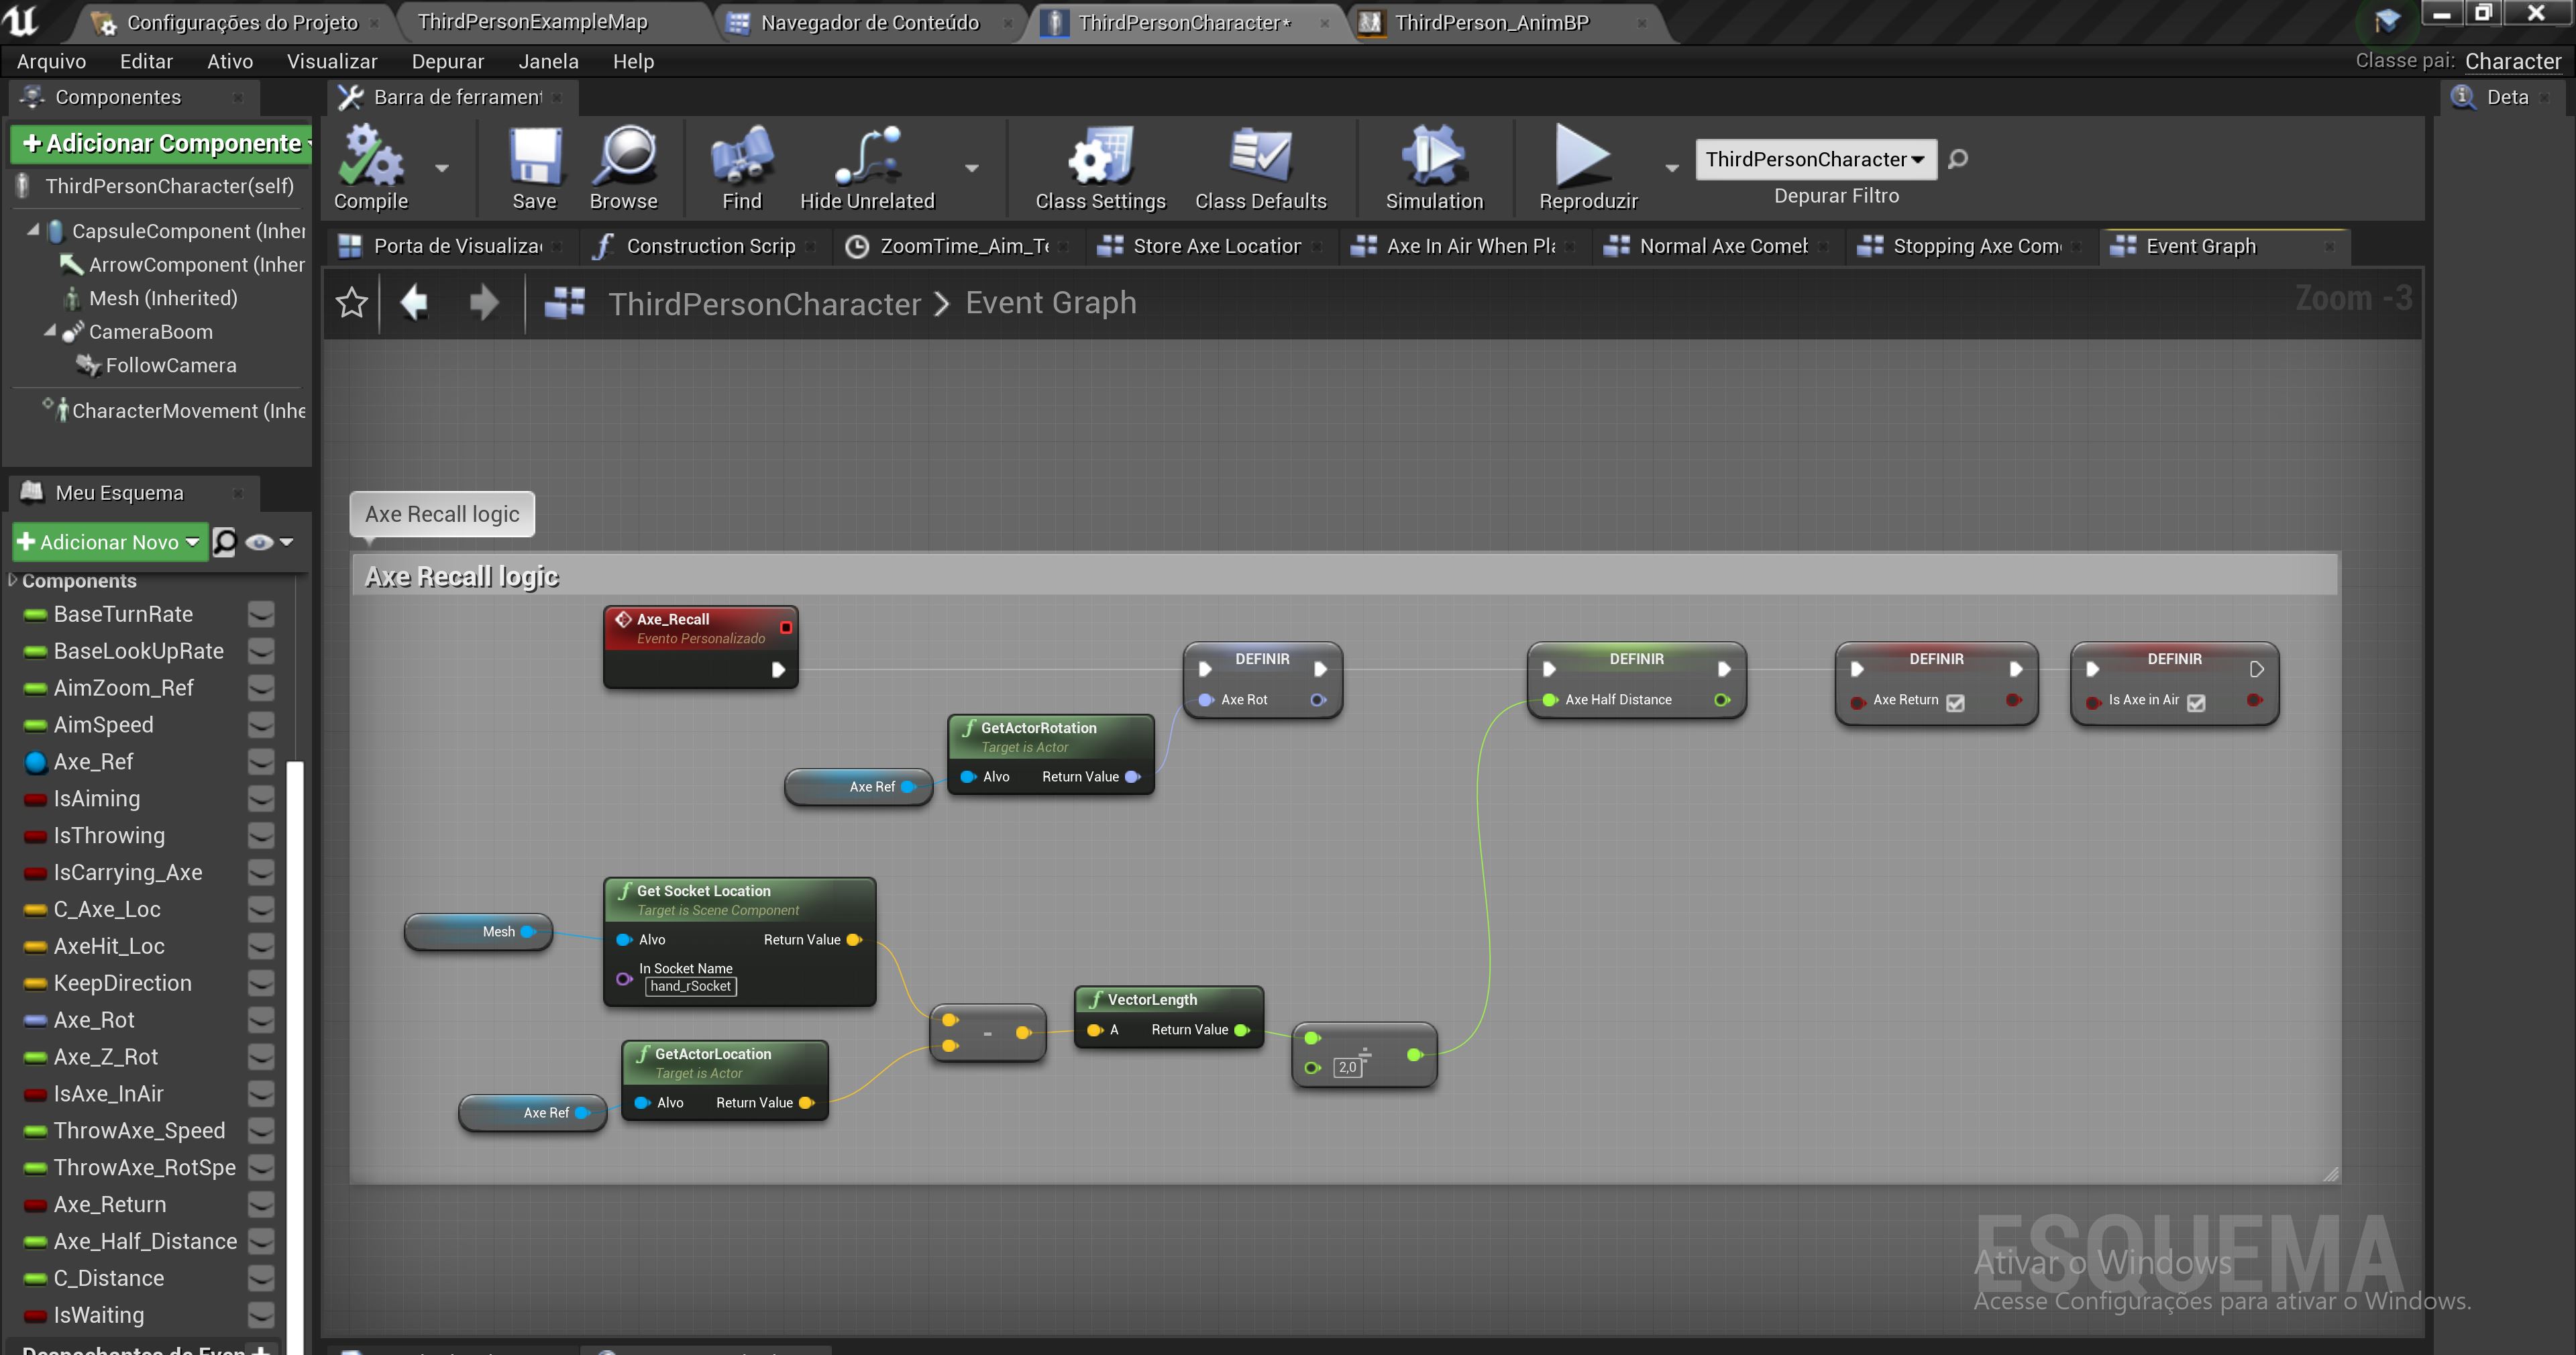 Configurações do Projeto
ThirdPersonExampleMap
Navegador de Conteúdo
ThirdPersonCharacter*
ThirdPerson_AnimBP
Arquivo Editar Ativo Visualizar Depurar Janela Help
Classe pai: Character
Componentes
Barra de ferrament
Deta
+Adicionar Componente
ThirdPersonCharacter(self)
CapsuleComponent (Inher
ArrowComponent (Inher
Mesh (Inherited)
CameraBoom
FollowCamera
CharacterMovement (Inhe
Compile
Save
Browse
Find
Hide Unrelated
Class Settings
Class Defaults
Simulation
Reproduzir
ThirdPersonCharacter
Depurar Filtro
Porta de Visualiza
Construction Scrip
ZoomTime_Aim_Te
Store Axe Location
Axe In Air When Pla
Normal Axe Comeb
Stopping Axe Com
Event Graph
ThirdPersonCharacter > Event Graph
Zoom -3
Meu Esquema
+Adicionar Novo
Components
BaseTurnRate
BaseLookUpRate
AimZoom_Ref
AimSpeed
Axe_Ref
IsAiming
IsThrowing
IsCarrying_Axe
C_Axe_Loc
AxeHit_Loc
KeepDirection
Axe_Rot
Axe_Z_Rot
IsAxe_InAir
ThrowAxe_Speed
ThrowAxe_RotSpe
Axe_Return
Axe_Half_Distance
C_Distance
IsWaiting
Axe Recall logic
Axe Recall logic
Axe_Recall
Evento Personalizado
DEFINIR
Axe Rot
DEFINIR
Axe Half Distance
DEFINIR
Axe Return
DEFINIR
Is Axe in Air
GetActorRotation
Target is Actor
Alvo Return Value
Axe Ref
Get Socket Location
Target is Scene Component
Alvo Return Value
In Socket Name
hand_rSocket
Mesh
GetActorLocation
Target is Actor
Alvo Return Value
Axe Ref
-
VectorLength
A Return Value
÷
2,0
ESQUEMA
Ativar o Windows
Acesse Configurações para ativar o Windows.